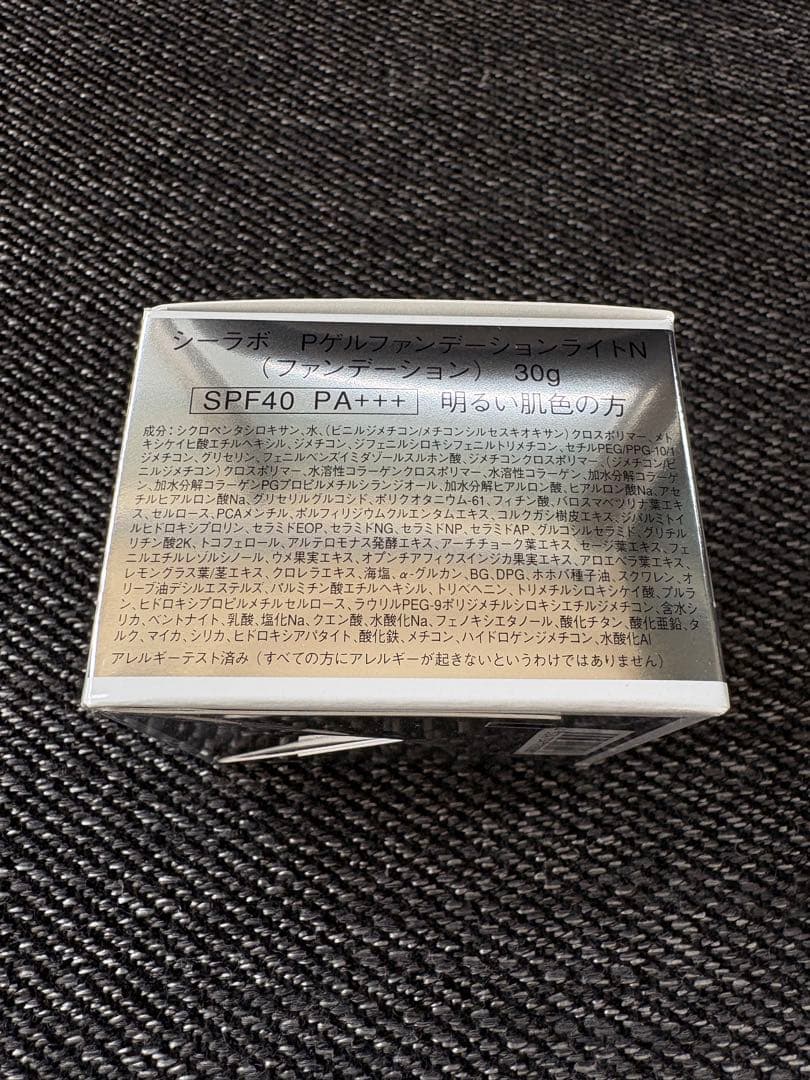 シーラボ　PゲルファンデーションライトN
（ファンデーション）　30g
SPF40 PA+++　明るい肌色の方
成分：シクロペンタシロキサン、水、（ビニルジメチコン/メチコンシルセスキオキサン）クロスポリマー、メト
キシケイヒ酸エチルヘキシル、ジメチコン、ジフェニルシロキシフェニルトリメチコン、セチルPEG/PPG-10/1
ジメチコン、グリセリン、フェニルベンズイミダゾールスルホン酸、ジメチコンクロスポリマー、（ジメチコン/ビ
ニルジメチコン）クロスポリマー、水溶性コラーゲンクロスポリマー、水溶性コラーゲン、加水分解コラーゲ
ン、加水分解コラーゲンPGプロピルメチルシランジオール、加水分解ヒアルロン酸、ヒアルロン酸Na、アセ
チルヒアルロン酸Na、グリセリルグルコシド、ポリクオタニウム-61、フィチン酸、バロスマベツリナ葉エキ
ス、セルロース、PCAメンチル、ポルフィリジウムクルエンタムエキス、コルクガシ樹皮エキス、ジパルミトイ
ルヒドロキシプロリン、セラミドEOP、セラミドNG、セラミドNP、セラミドAP、グルコシルセラミド、グリチル
リチン酸2K、トコフェロール、アルテロモナス発酵エキス、アーチチョーク葉エキス、セージ葉エキス、フェ
ニルエチルレゾルシノール、ウメ果実エキス、オプンチアフィクスインジカ果実エキス、アロエベラ葉エキス、
レモングラス葉/茎エキス、クロレラエキス、海塩、α-グルカン、BG、DPG、ホホバ種子油、スクワレン、オ
リーブ油デシルエステルズ、パルミチン酸エチルヘキシル、トリベヘニン、トリメチルシロキシケイ酸、プルラ
ン、ヒドロキシプロピルメチルセルロース、ラウリルPEG-9ポリジメチルシロキシエチルジメチコン、含水シ
リカ、ベントナイト、乳酸、塩化Na、クエン酸、水酸化Na、フェノキシエタノール、酸化チタン、酸化亜鉛、タ
ルク、マイカ、シリカ、ヒドロキシアパタイト、酸化鉄、メチコン、ハイドロゲンジメチコン、水酸化Al
アレルギーテスト済み（すべての方にアレルギーが起きないというわけではありません）